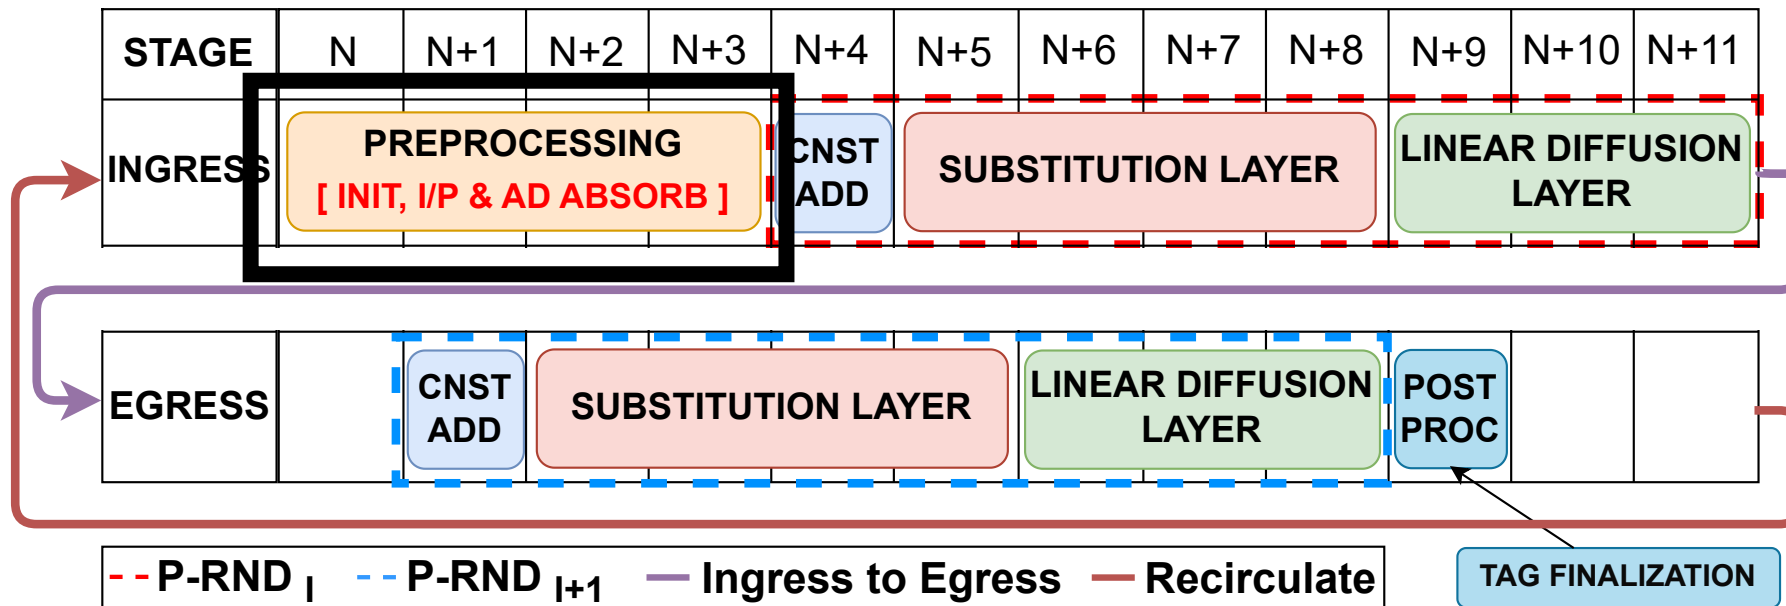 STAGE N N+1 N+2 N+3 N+4 N+5 N+6 N+7 N+8 N+9 N+10 N+11
INGRESS
PREPROCESSING
[ INIT, I/P & AD ABSORB ]
CNST
ADD
SUBSTITUTION LAYER
LINEAR DIFFUSION
LAYER
EGRESS
CNST
ADD
SUBSTITUTION LAYER
LINEAR DIFFUSION
LAYER
POST
PROC
P-RND I P-RND I+1 Ingress to Egress Recirculate
TAG FINALIZATION